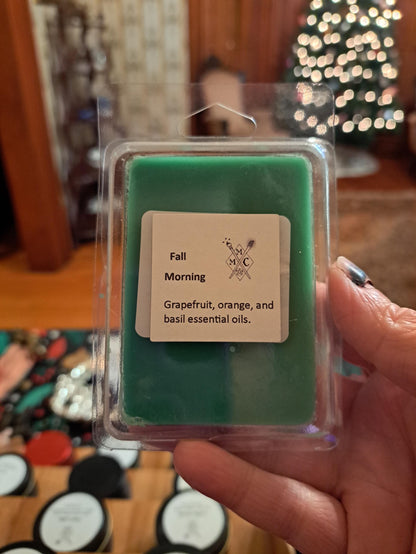 Fall
Morning
M
M C
Grapefruit, orange, and
basil essential oils.